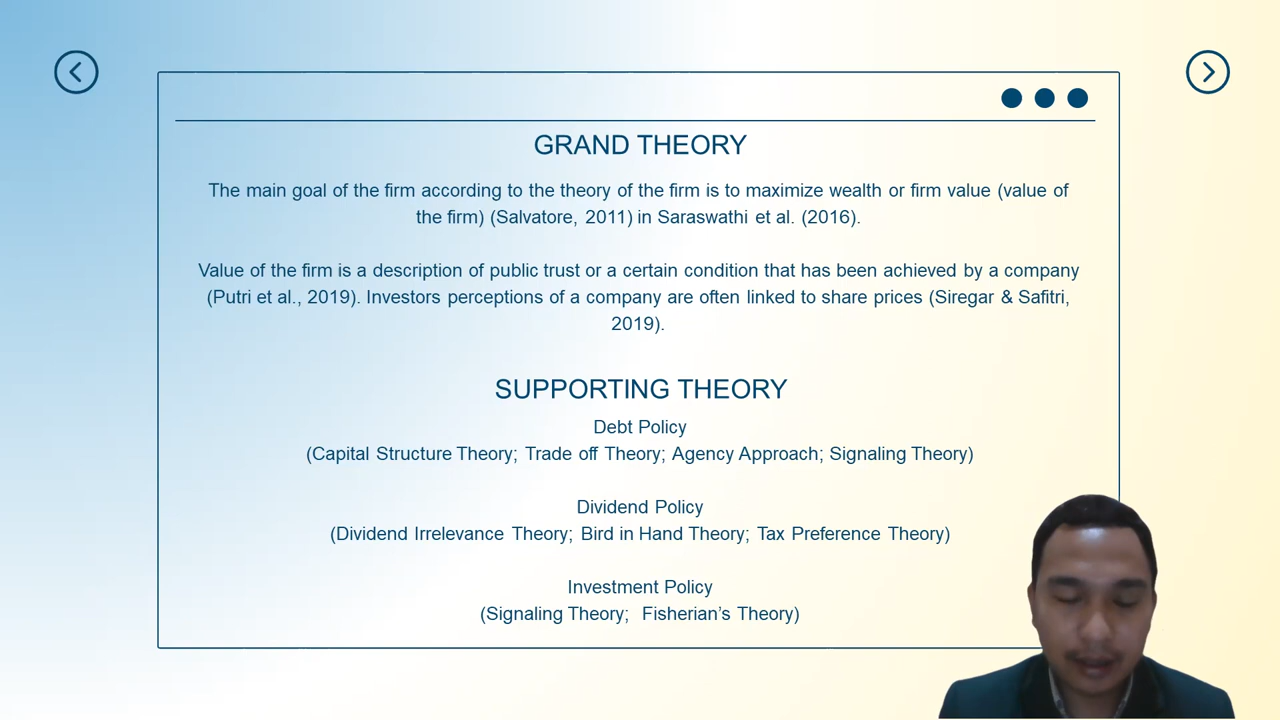 GRAND THEORY
The main goal of the firm according to the theory of the firm is to maximize wealth or firm value (value of
the firm) (Salvatore, 2011) in Saraswathi et al. (2016).
Value of the firm is a description of public trust or a certain condition that has been achieved by a company
(Putri et al., 2019). Investors perceptions of a company are often linked to share prices (Siregar & Safitri,
2019).
SUPPORTING THEORY
Debt Policy
(Capital Structure Theory; Trade off Theory; Agency Approach; Signaling Theory)
Dividend Policy
(Dividend Irrelevance Theory; Bird in Hand Theory; Tax Preference Theory)
Investment Policy
(Signaling Theory;  Fisherian’s Theory)